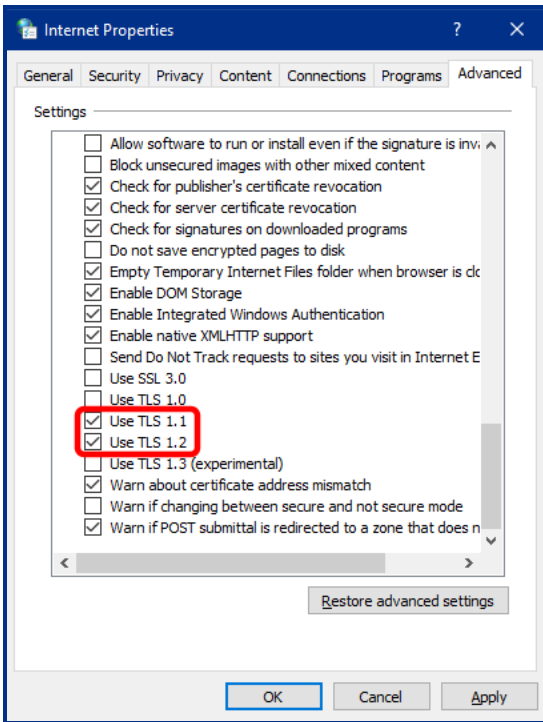 Internet Properties
?
General Security Privacy Content Connections Programs Advanced
Settings
Allow software to run or install even if the signature is inv
Block unsecured images with other mixed content
Check for publisher's certificate revocation
Check for server certificate revocation
Check for signatures on downloaded programs
Do not save encrypted pages to disk
Empty Temporary Internet Files folder when browser is clo
Enable DOM Storage
Enable Integrated Windows Authentication
Enable native XMLHTTP support
Send Do Not Track requests to sites you visit in Internet E
Use SSL 3.0
Use TLS 1.0
Use TLS 1.1
Use TLS 1.2
Use TLS 1.3 (experimental)
Warn about certificate address mismatch
Warn if changing between secure and not secure mode
Warn if POST submittal is redirected to a zone that does n
Restore advanced settings
OK Cancel Apply